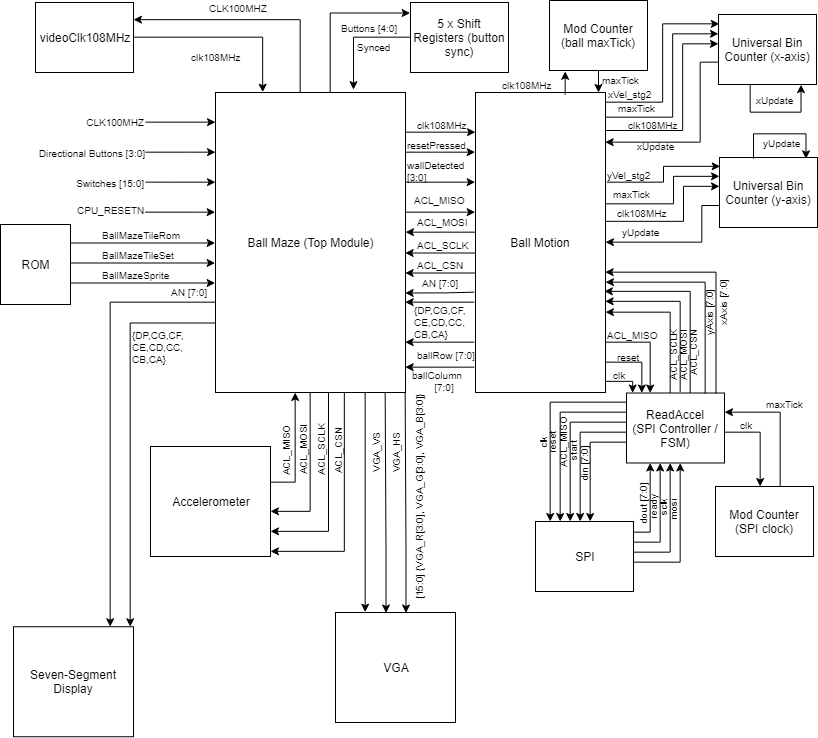 CLK100MHZ
videoClk108MHz
clk108MHz
Buttons [4:0]
Synced
5 x Shift
Registers (button
sync)
Mod Counter
(ball maxTick)
clk108MHz
maxTick
xVel_stg2
maxTick
clk108MHz
xUpdate
Universal Bin
Counter (x-axis)
xUpdate
yUpdate
Universal Bin
Counter (y-axis)
yVel_stg2
maxTick
clk108MHz
yUpdate
CLK100MHZ
Directional Buttons [3:0]
Switches [15:0]
CPU_RESETN
ROM
BallMazeTileRom
BallMazeTileSet
BallMazeSprite
AN [7:0]
{DP,CG,CF,
CE,CD,CC,
CB,CA}
Ball Maze (Top Module)
clk108MHz
resetPressed
wallDetected
[3:0]
ACL_MISO
ACL_MOSI
ACL_SCLK
ACL_CSN
AN [7:0]
{DP,CG,CF,
CE,CD,CC,
CB,CA}
ballRow [7:0]
ballColumn
[7:0]
Ball Motion
ACL_MISO
reset
clk
ACL_SCLK
ACL_MOSI
ACL_CSN
yAxis [7:0]
xAxis [7:0]
ReadAccel
(SPI Controller /
FSM)
maxTick
clk
Mod Counter
(SPI clock)
clk
reset
ACL_MISO
start
din [7:0]
dout [7:0]
ready
sck
mosi
SPI
Accelerometer
ACL_MISO
ACL_MOSI
ACL_SCLK
ACL_CSN
VGA_VS
VGA_HS
[15:0] {VGA_R[3:0], VGA_G[3:0], VGA_B[3:0]}
VGA
Seven-Segment
Display